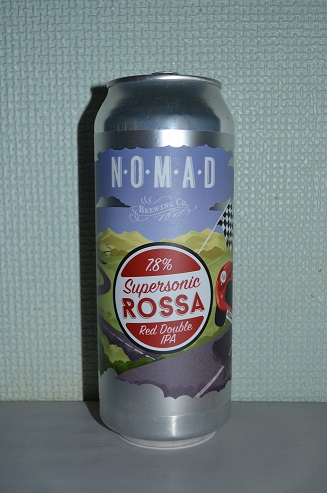 N·O·M·A·D
BREWING CO.
7.8%
Supersonic
ROSSA
Red Double
IPA